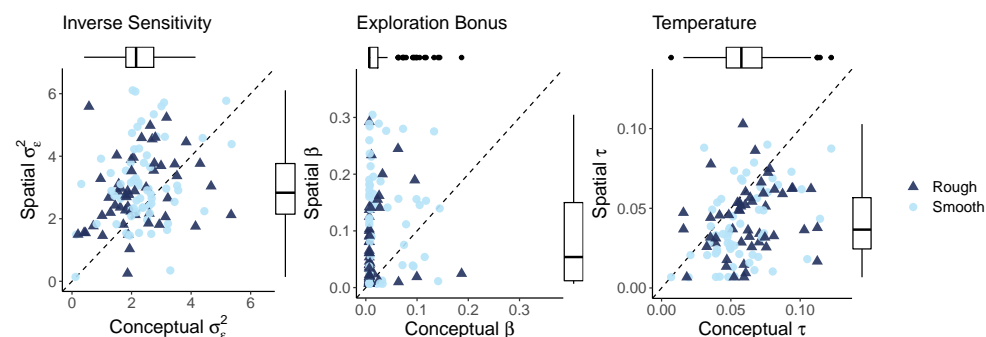 Inverse Sensitivity
Exploration Bonus
Temperature
Spatial σ²ε
6
4
2
0
0 2 4 6
Conceptual σ²ε
Spatial β
0.3
0.2
0.1
0.0
0.0 0.1 0.2 0.3
Conceptual β
Spatial τ
0.10
0.05
0.00
0.00 0.05 0.10
Conceptual τ
Rough
Smooth